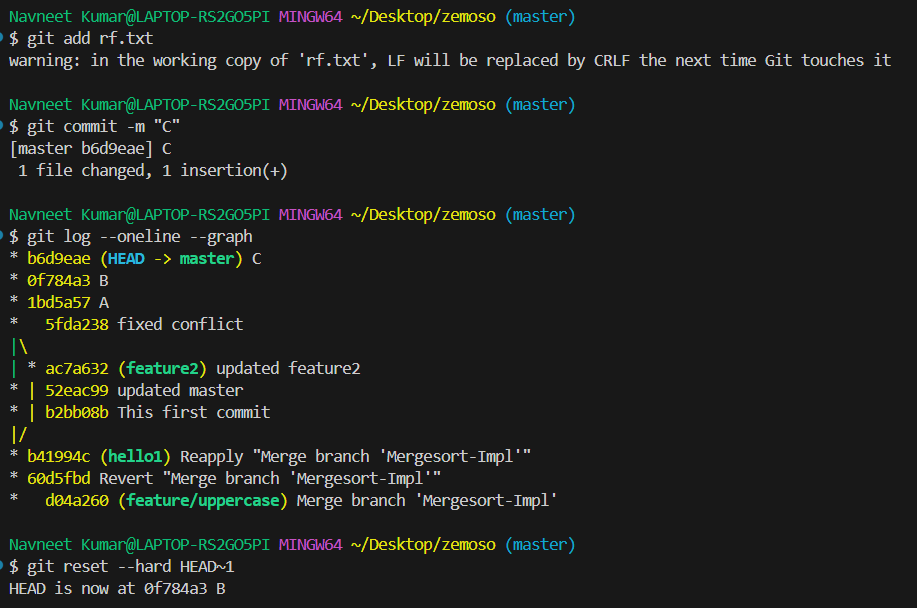 Navneet Kumar@LAPTOP-RS2GO5PI MINGW64 ~/Desktop/zemoso (master)
$ git add rf.txt
warning: in the working copy of 'rf.txt', LF will be replaced by CRLF the next time Git touches it
Navneet Kumar@LAPTOP-RS2GO5PI MINGW64 ~/Desktop/zemoso (master)
$ git commit -m "C"
[master b6d9eae] C
 1 file changed, 1 insertion(+)
Navneet Kumar@LAPTOP-RS2GO5PI MINGW64 ~/Desktop/zemoso (master)
$ git log --oneline --graph
* b6d9eae (HEAD -> master) C
* 0f784a3 B
* 1bd5a57 A
*   5fda238 fixed conflict
|\
| * ac7a632 (feature2) updated feature2
* | 52eac99 updated master
* | b2bb08b This first commit
|/
* b41994c (hello1) Reapply "Merge branch 'Mergesort-Impl'"
* 60d5fbd Revert "Merge branch 'Mergesort-Impl'"
*   d04a260 (feature/uppercase) Merge branch 'Mergesort-Impl'
Navneet Kumar@LAPTOP-RS2GO5PI MINGW64 ~/Desktop/zemoso (master)
$ git reset --hard HEAD~1
HEAD is now at 0f784a3 B